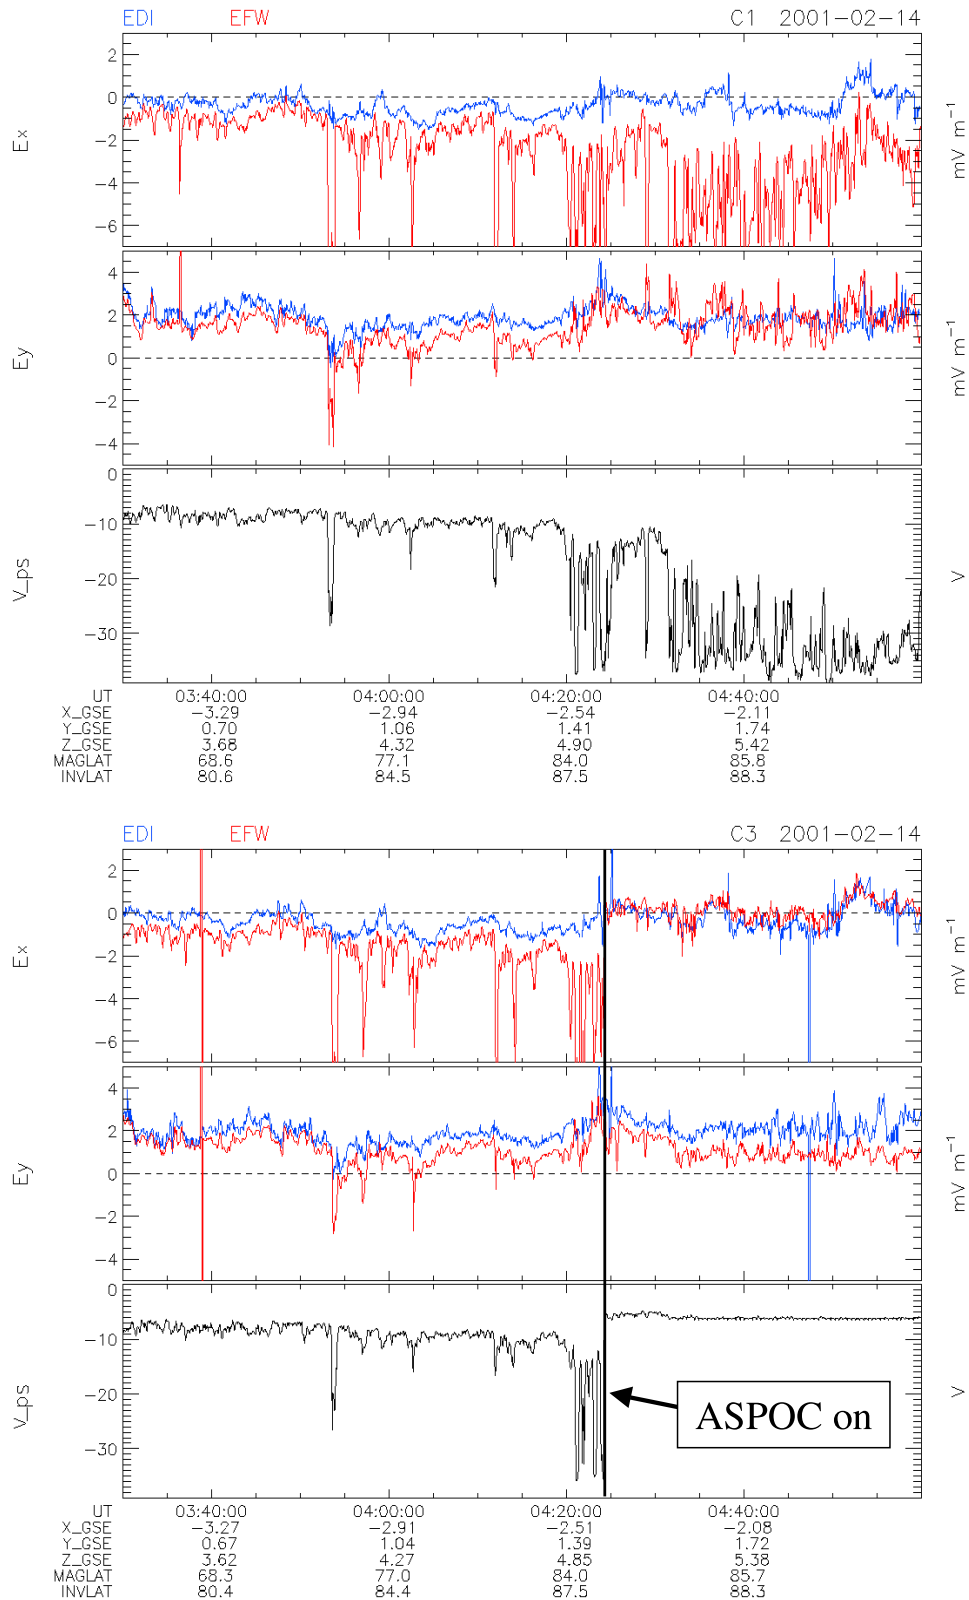 EDI EFW C1 2001-02-14
2
0
−2
−4
−6
Ex
mV m−1
4
2
0
−2
−4
Ey
mV m−1
0
−10
−20
−30
V_ps
V
UT 03:40:00 04:00:00 04:20:00 04:40:00
X_GSE −3.29 −2.94 −2.54 −2.11
Y_GSE 0.70 1.06 1.41 1.74
Z_GSE 3.68 4.32 4.90 5.42
MAGLAT 68.6 77.1 84.0 85.8
INVLAT 80.6 84.5 87.5 88.3
EDI EFW C3 2001-02-14
2
0
−2
−4
−6
Ex
mV m−1
4
2
0
−2
−4
Ey
mV m−1
0
−10
−20
−30
V_ps
V
ASPOC on
UT 03:40:00 04:00:00 04:20:00 04:40:00
X_GSE −3.27 −2.91 −2.51 −2.08
Y_GSE 0.67 1.04 1.39 1.72
Z_GSE 3.62 4.27 4.85 5.38
MAGLAT 68.3 77.0 84.0 85.7
INVLAT 80.4 84.4 87.5 88.3